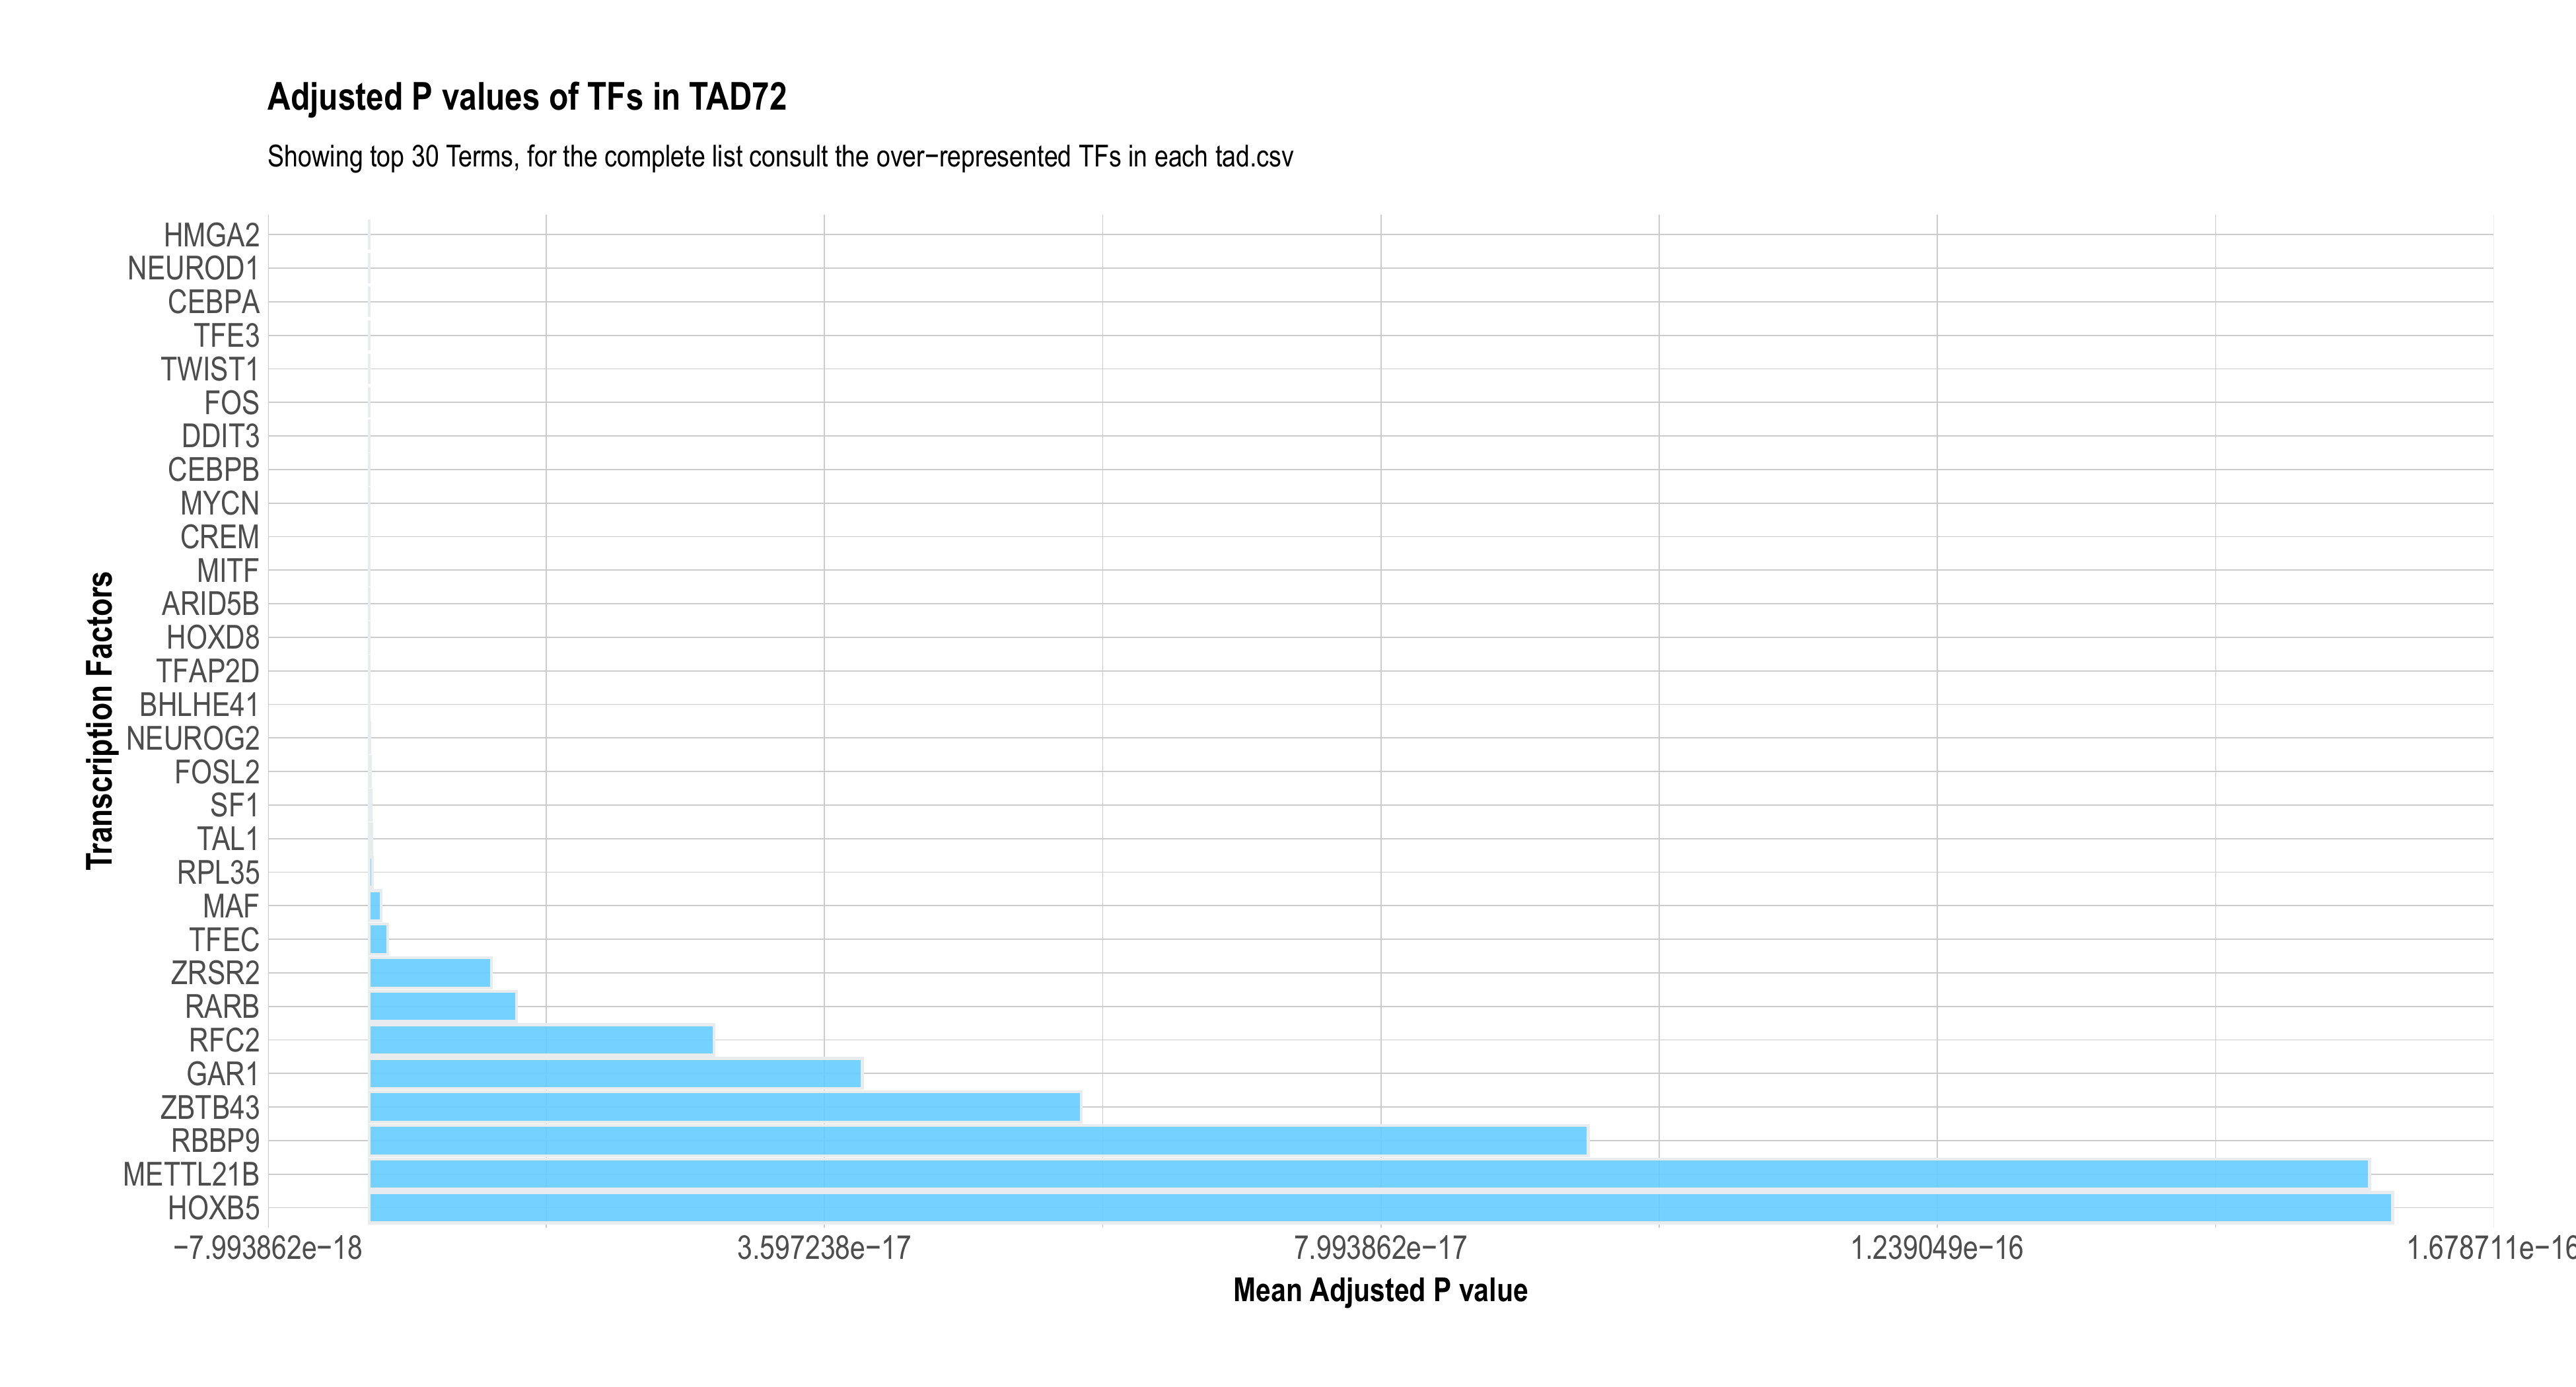 Adjusted P values of TFs in TAD72
Showing top 30 Terms, for the complete list consult the over−represented TFs in each tad.csv
Transcription Factors
HMGA2
NEUROD1
CEBPA
TFE3
TWIST1
FOS
DDIT3
CEBPB
MYCN
CREM
MITF
ARID5B
HOXD8
TFAP2D
BHLHE41
NEUROG2
FOSL2
SF1
TAL1
RPL35
MAF
TFEC
ZRSR2
RARB
RFC2
GAR1
ZBTB43
RBBP9
METTL21B
HOXB5
−7.993862e−18 3.597238e−17 7.993862e−17 1.239049e−16 1.678711e−16
Mean Adjusted P value